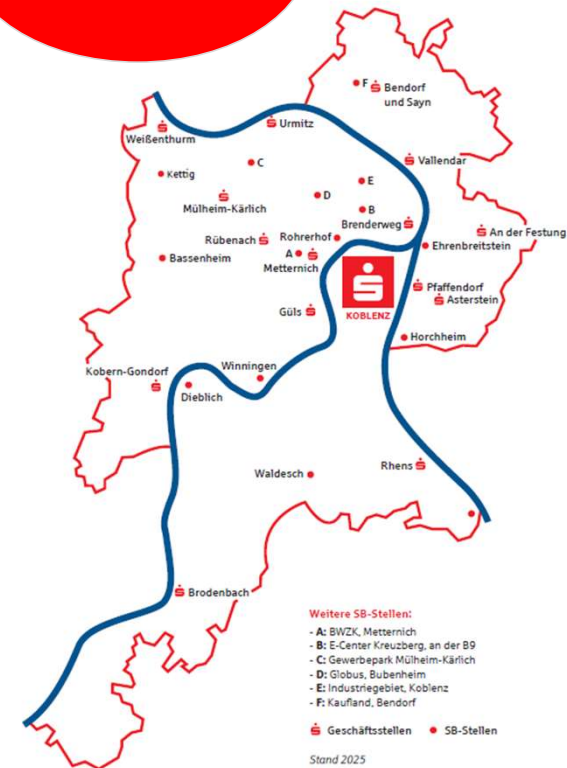 F
Bendorf
und Sayn
Urmitz
Weißenthurm
Vallendar
C
Kettig
E
D
Mülheim-Kärlich
B
Brenderweg
An der Festung
Rübenach
Rohrerhof
Ehrenbreitstein
A
Metternich
Bassenheim
Pfaffendorf
Asterstein
Güls
KOBLENZ
Horchheim
Winningen
Kobern-Gondorf
Dieblich
Rhens
Waldesch
Brodenbach
Weitere SB-Stellen:
- A: BWZK, Metternich
- B: E-Center Kreuzberg, an der B9
- C: Gewerbepark Mülheim-Kärlich
- D: Globus, Bubenheim
- E: Industriegebiet, Koblenz
- F: Kaufland, Bendorf
Geschäftsstellen SB-Stellen
Stand 2025